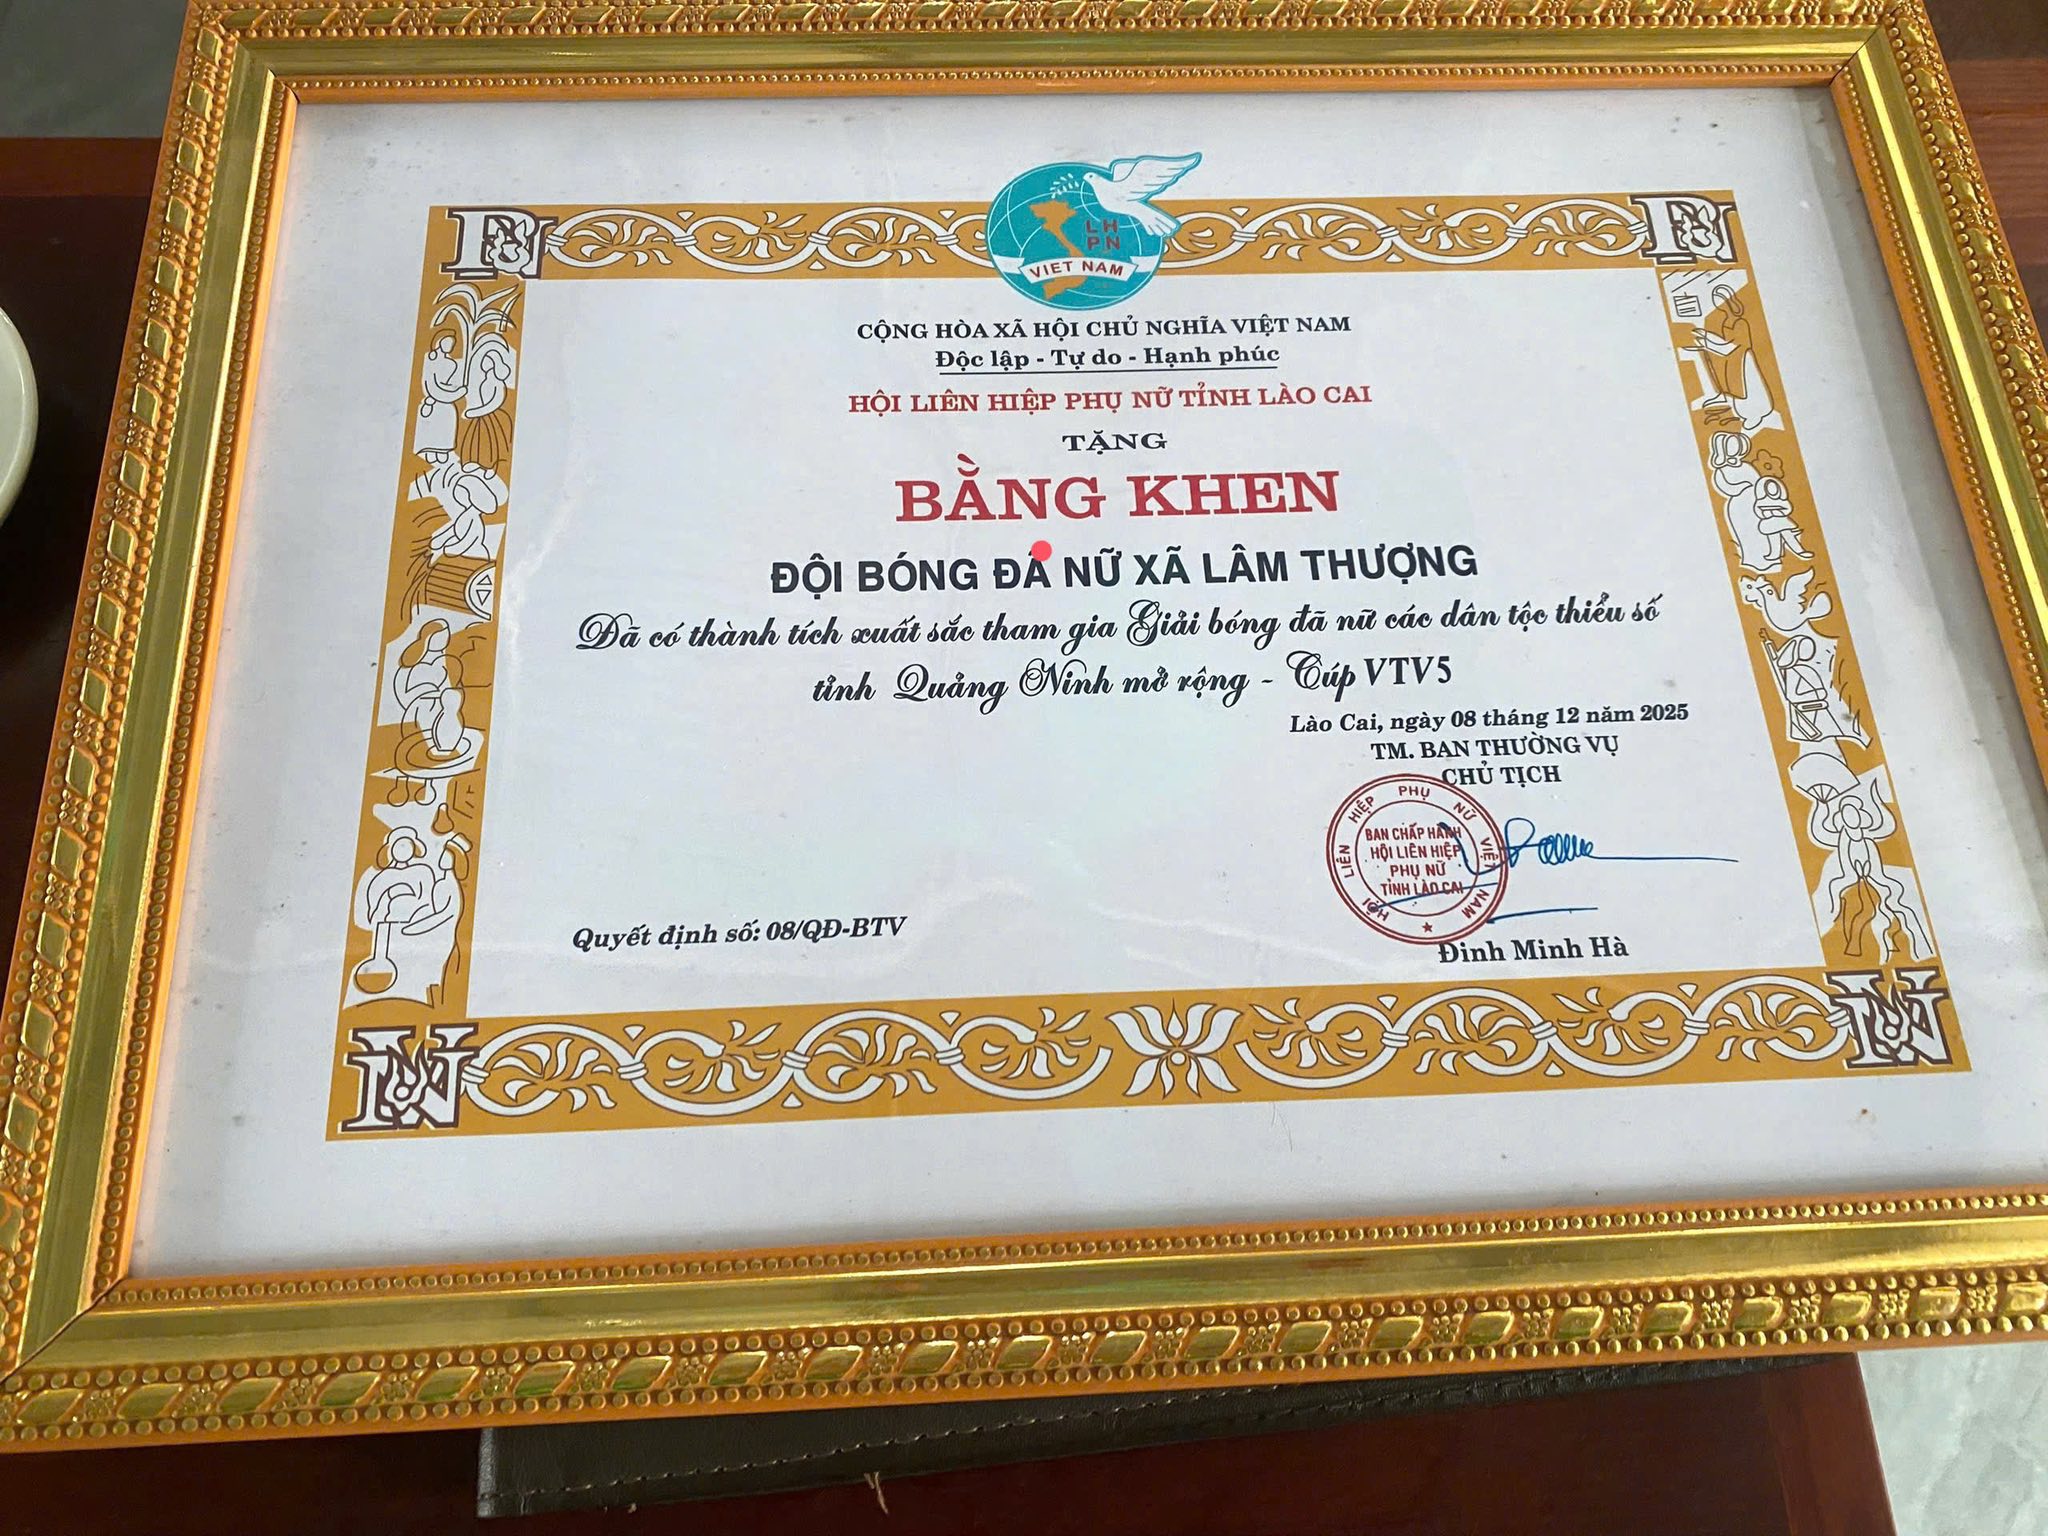 LH
PN
VIET NAM
CỘNG HÒA XÃ HỘI CHỦ NGHĨA VIỆT NAM
Độc lập - Tự do - Hạnh phúc
HỘI LIÊN HIỆP PHỤ NỮ TỈNH LÀO CAI
TẶNG
BẰNG KHEN
ĐỘI BÓNG ĐÁ NỮ XÃ LÂM THƯỢNG
Đã có thành tích xuất sắc tham gia Giải bóng đã nữ các dân tộc thiểu số
tỉnh Quảng Ninh mở rộng - Cúp VTV5
Lào Cai, ngày 08 tháng 12 năm 2025
TM. BAN THƯỜNG VỤ
CHỦ TỊCH
HỘI LIÊN HIỆP PHỤ NỮ VIỆT NAM
BAN CHẤP HÀNH
HỘI LIÊN HIỆP
PHỤ NỮ
TỈNH LÀO CAI
Quyết định số: 08/QĐ-BTV
Đinh Minh Hà